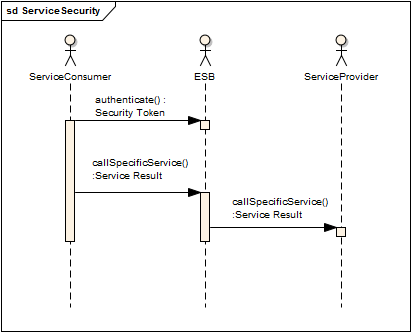 sd ServiceSecurity
ServiceConsumer
ESB
ServiceProvider
authenticate() :
Security Token
callSpecificService()
:Service Result
callSpecificService()
:Service Result